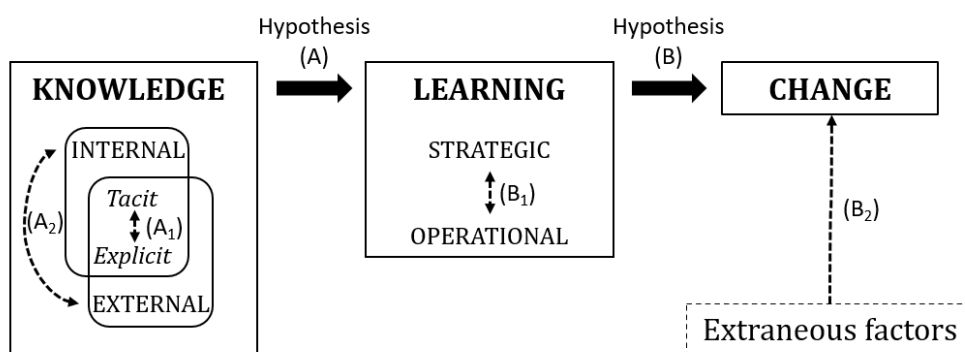 Hypothesis
(A)
Hypothesis
(B)
KNOWLEDGE
LEARNING
CHANGE
INTERNAL
Tacit
(A₁)
Explicit
(A₂)
EXTERNAL
STRATEGIC
(B₁)
OPERATIONAL
(B₂)
Extraneous factors